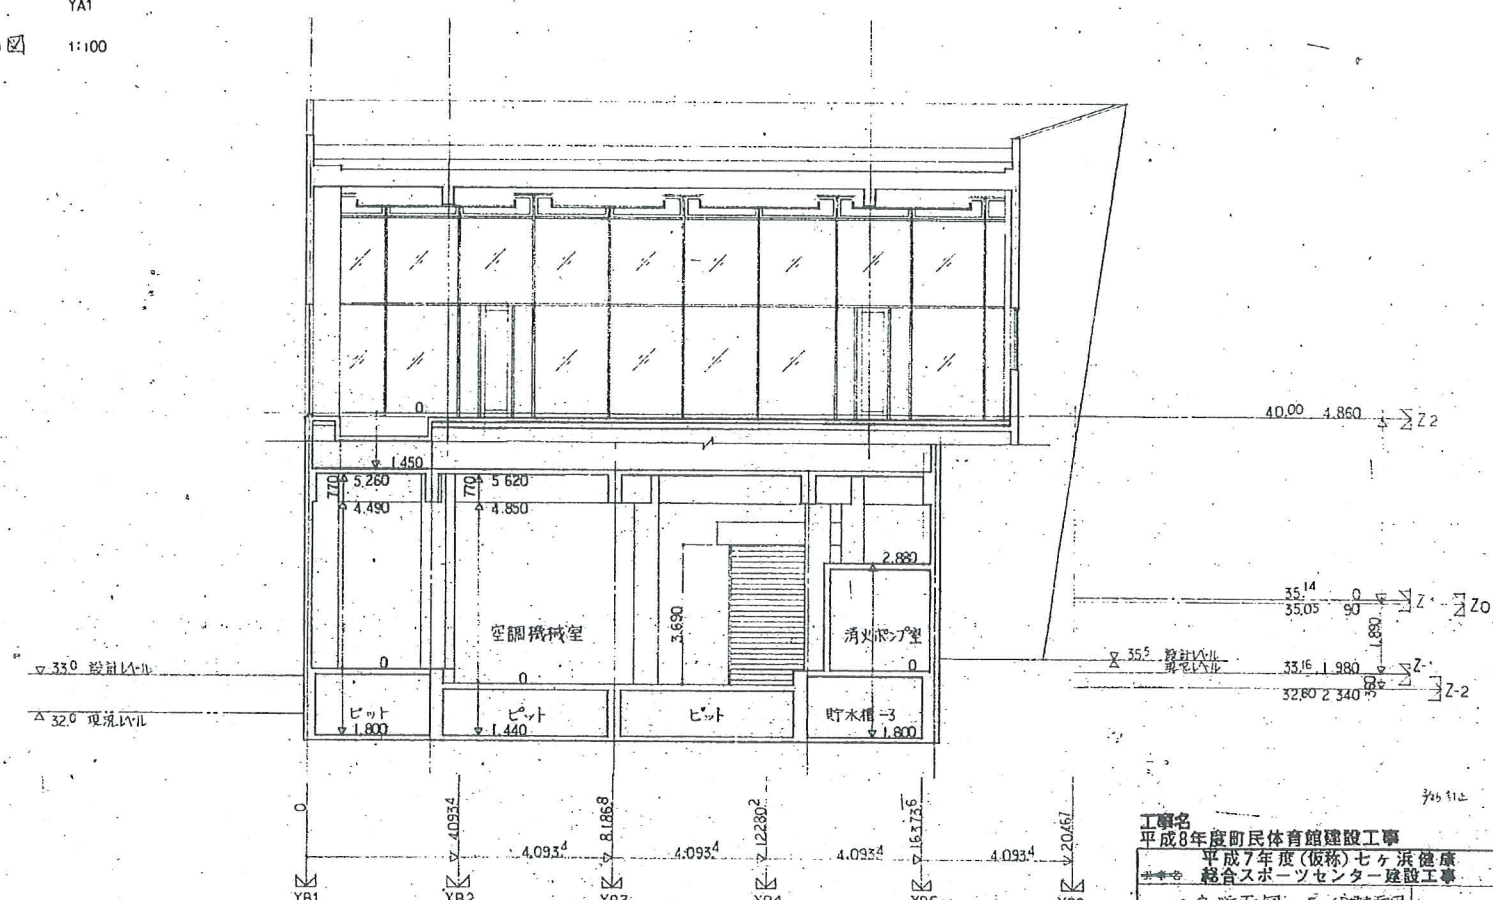 YA1
1:100
40.00 4.860 Z2
0
1.450
770 5.260
770 5.620
4.490
4.850
2.880
35.14 0
35.05 90
Z0
3.690
1.890
空調機械室
消火ポンプ室
▽ 33.0 設計レベル
0
0
0
35.5 設計レベル
現況レベル
33.16 1.980
360
32.80 2.340 Z-2
△ 32.0 現況レベル
ピット
ピット
ピット
貯水槽-3
1.800
1.440
1.800
0
4.093.4
8.186.8
12.280.2
16.373.6
20.467
4.093.4
4.093.4
4.093.4
4.093.4
YB1
YB2
工事名
平成8年度町民体育館建設工事
平成7年度(仮称)七ヶ浜健康
総合スポーツセンター建設工事